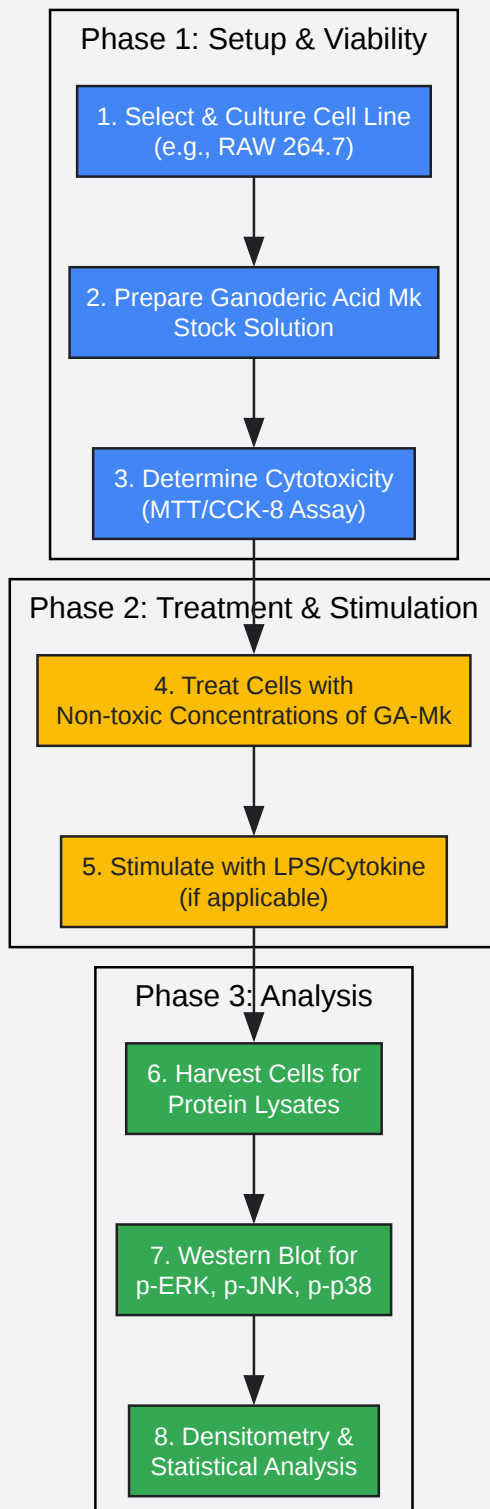 Phase 1: Setup & Viability
1. Select & Culture Cell Line
(e.g., RAW 264.7)
2. Prepare Ganoderic Acid Mk
Stock Solution
3. Determine Cytotoxicity
(MTT/CCK-8 Assay)
Phase 2: Treatment & Stimulation
4. Treat Cells with
Non-toxic Concentrations of GA-Mk
5. Stimulate with LPS/Cytokine
(if applicable)
Phase 3: Analysis
6. Harvest Cells for
Protein Lysates
7. Western Blot for
p-ERK, p-JNK, p-p38
8. Densitometry &
Statistical Analysis